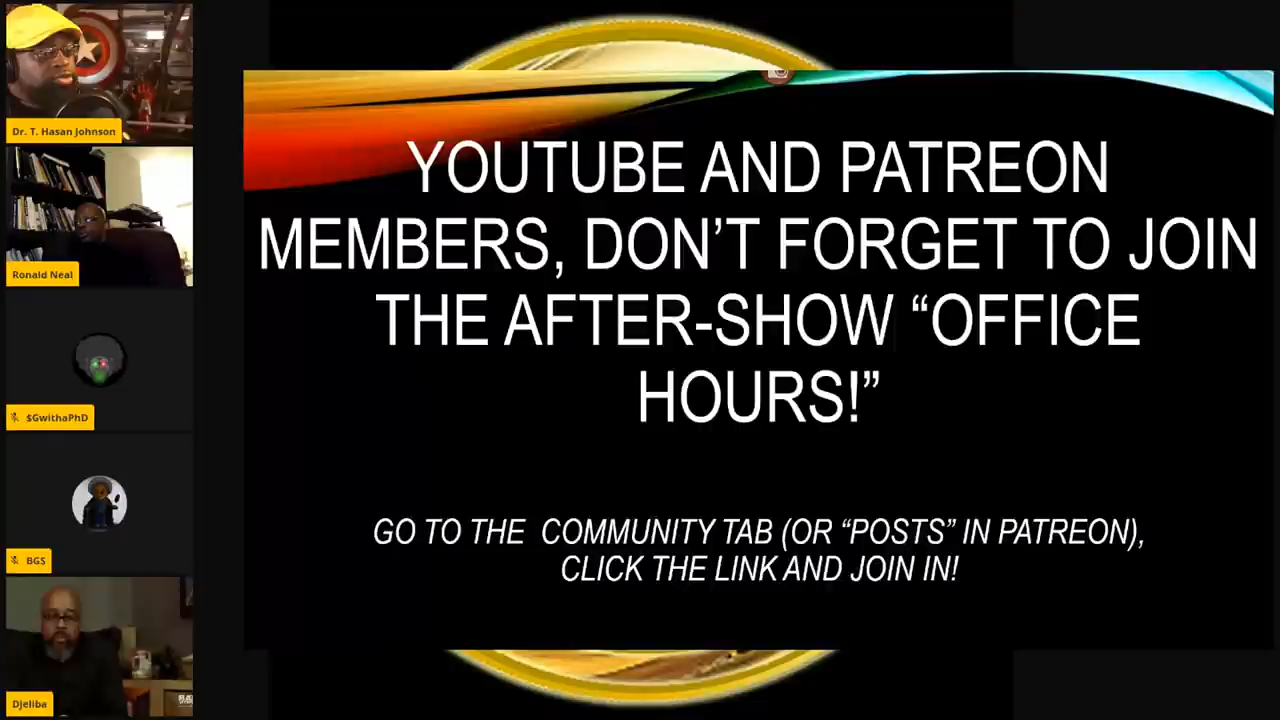 Dr. T. Hasan Johnson
Ronald Neal
$GwithaPhD
BGS
Djeliba
YOUTUBE AND PATREON
MEMBERS, DON’T FORGET TO JOIN
THE AFTER-SHOW “OFFICE
HOURS!”
GO TO THE COMMUNITY TAB (OR “POSTS” IN PATREON),
CLICK THE LINK AND JOIN IN!